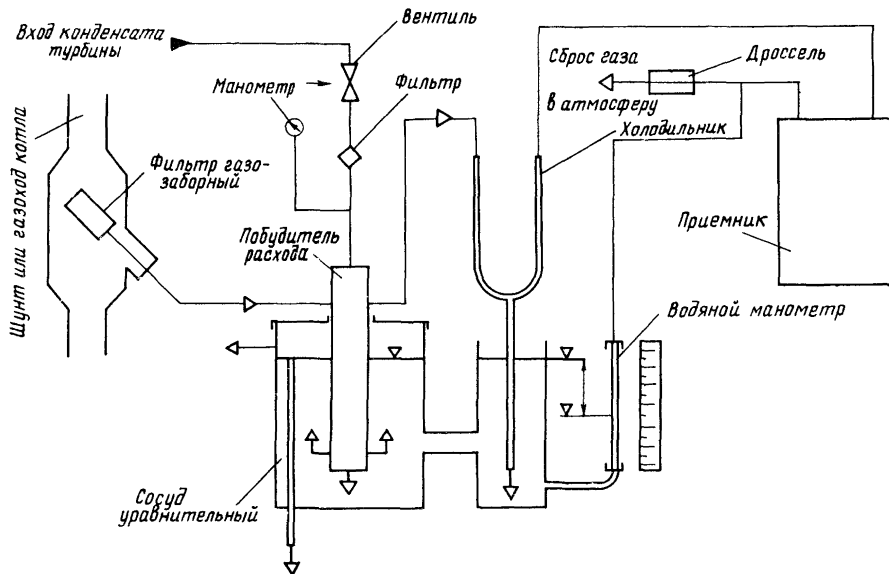 Вход конденсата
турбины
Вентиль
Манометр
Фильтр
Сброс газа
в атмосферу
Дроссель
Холодильник
Шунт или газоход котла
Фильтр газо-
заборный
Побудитель
расхода
Приемник
Водяной манометр
Сосуд
уравнительный